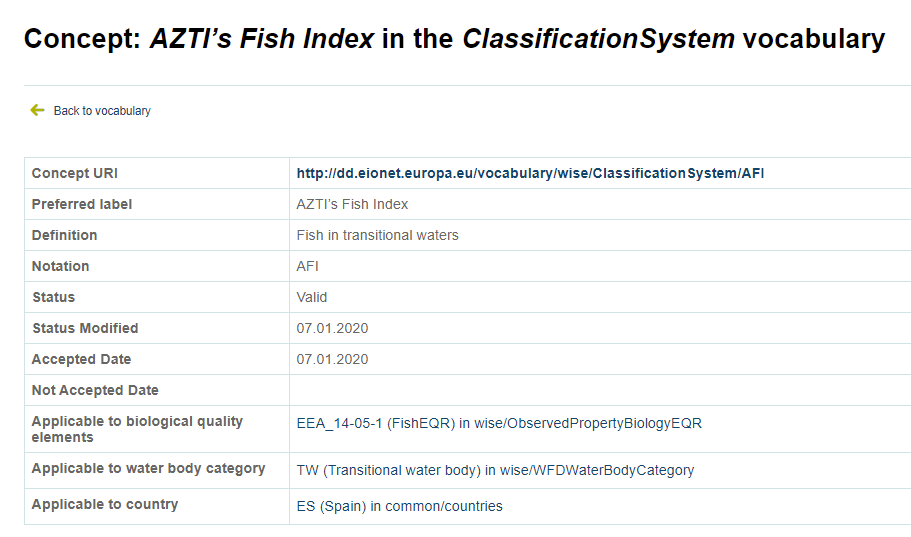 Concept: AZTI’s Fish Index in the ClassificationSystem vocabulary
Back to vocabulary
Concept URI http://dd.eionet.europa.eu/vocabulary/wise/ClassificationSystem/AFI
Preferred label AZTI’s Fish Index
Definition Fish in transitional waters
Notation AFI
Status Valid
Status Modified 07.01.2020
Accepted Date 07.01.2020
Not Accepted Date
Applicable to biological quality
elements EEA_14-05-1 (FishEQR) in wise/ObservedPropertyBiologyEQR
Applicable to water body category TW (Transitional water body) in wise/WFDWaterBodyCategory
Applicable to country ES (Spain) in common/countries